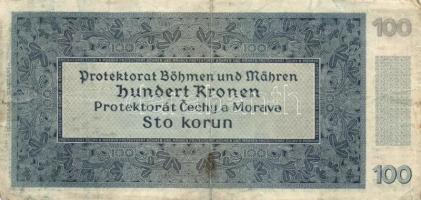 100
Protektorat Böhmen und Mähren
Hundert Kronen
Protektorát Čechy a Morava
Sto korun
100